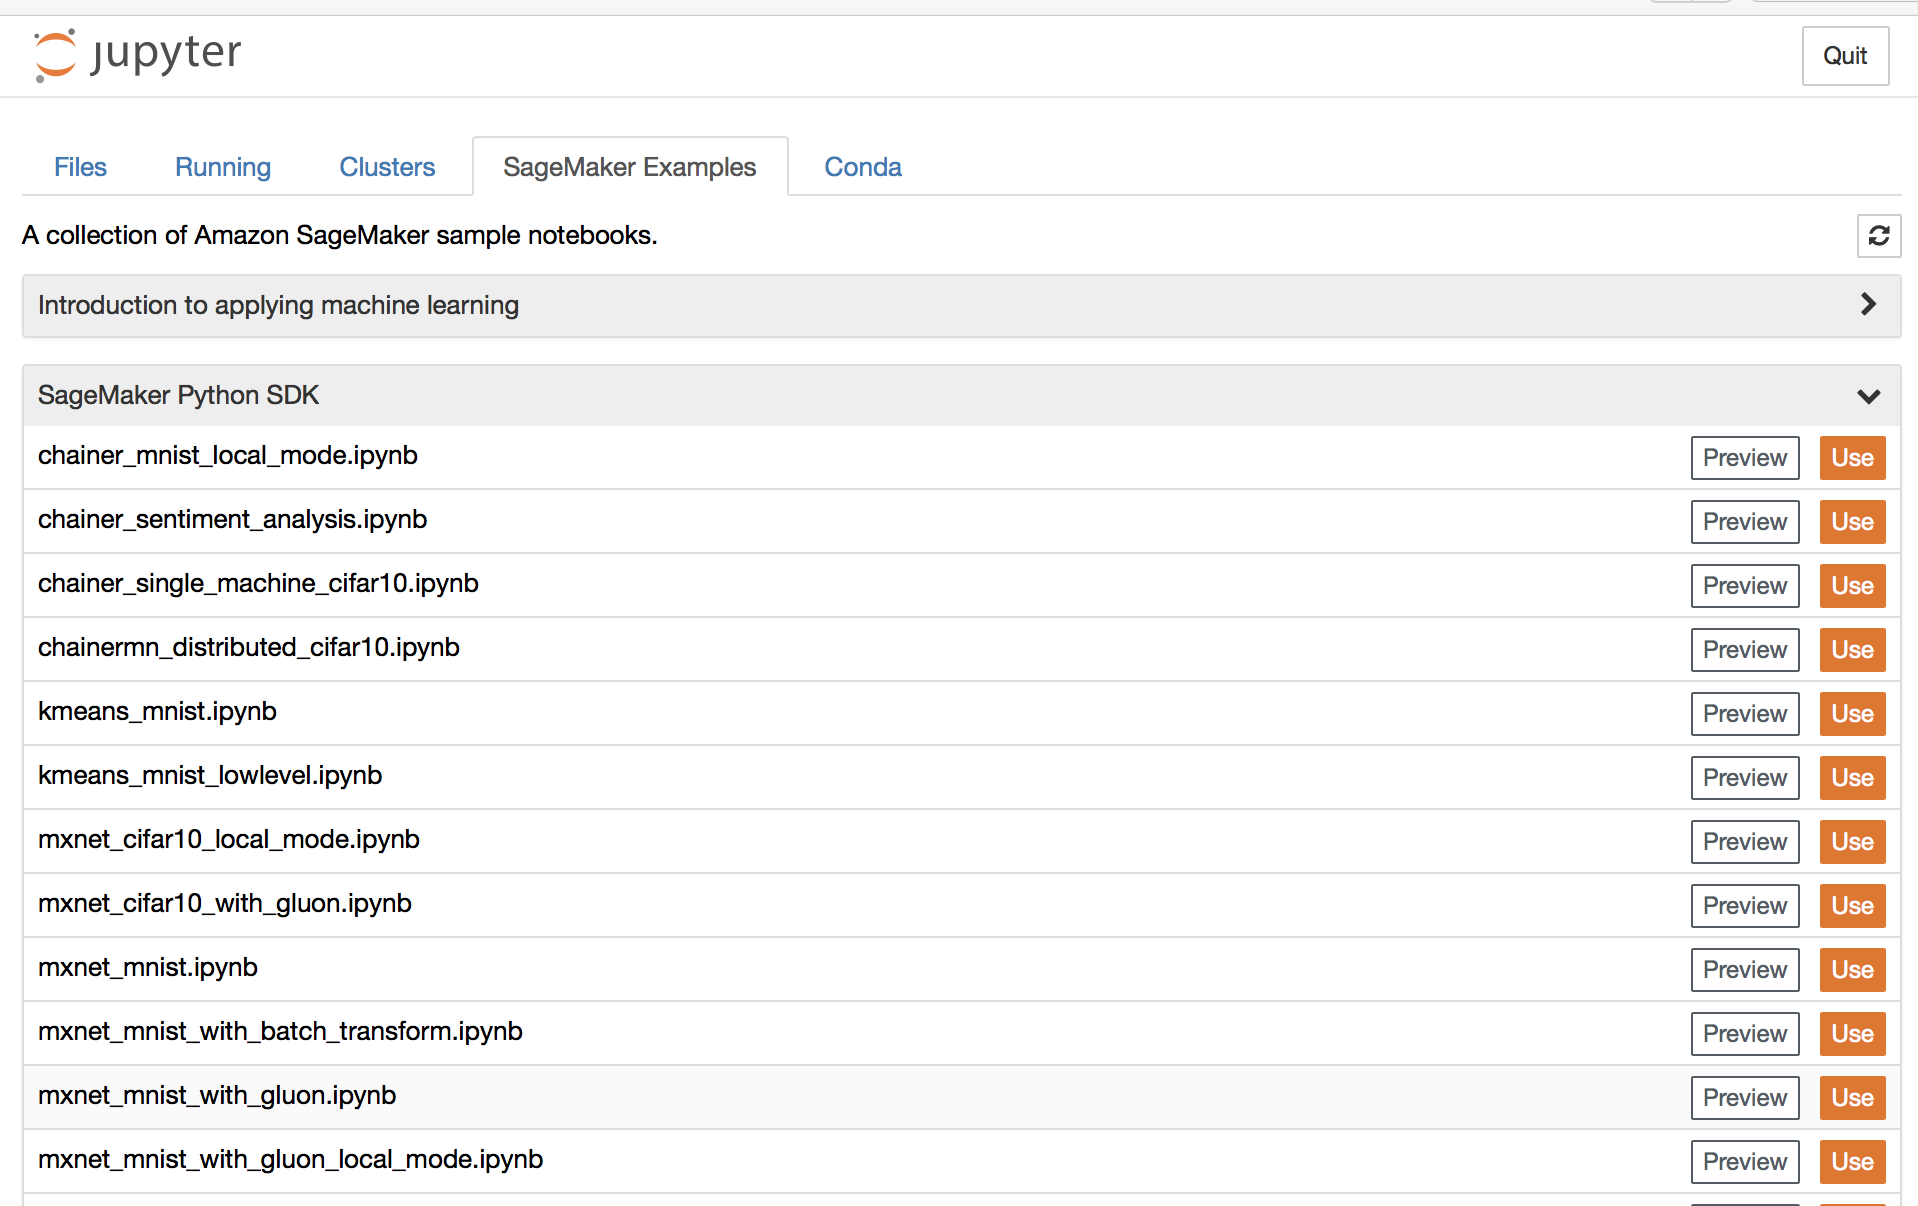 jupyter
Quit
Files Running Clusters SageMaker Examples Conda
A collection of Amazon SageMaker sample notebooks.
Introduction to applying machine learning
SageMaker Python SDK
chainer_mnist_local_mode.ipynb Preview Use
chainer_sentiment_analysis.ipynb Preview Use
chainer_single_machine_cifar10.ipynb Preview Use
chainermn_distributed_cifar10.ipynb Preview Use
kmeans_mnist.ipynb Preview Use
kmeans_mnist_lowlevel.ipynb Preview Use
mxnet_cifar10_local_mode.ipynb Preview Use
mxnet_cifar10_with_gluon.ipynb Preview Use
mxnet_mnist.ipynb Preview Use
mxnet_mnist_with_batch_transform.ipynb Preview Use
mxnet_mnist_with_gluon.ipynb Preview Use
mxnet_mnist_with_gluon_local_mode.ipynb Preview Use